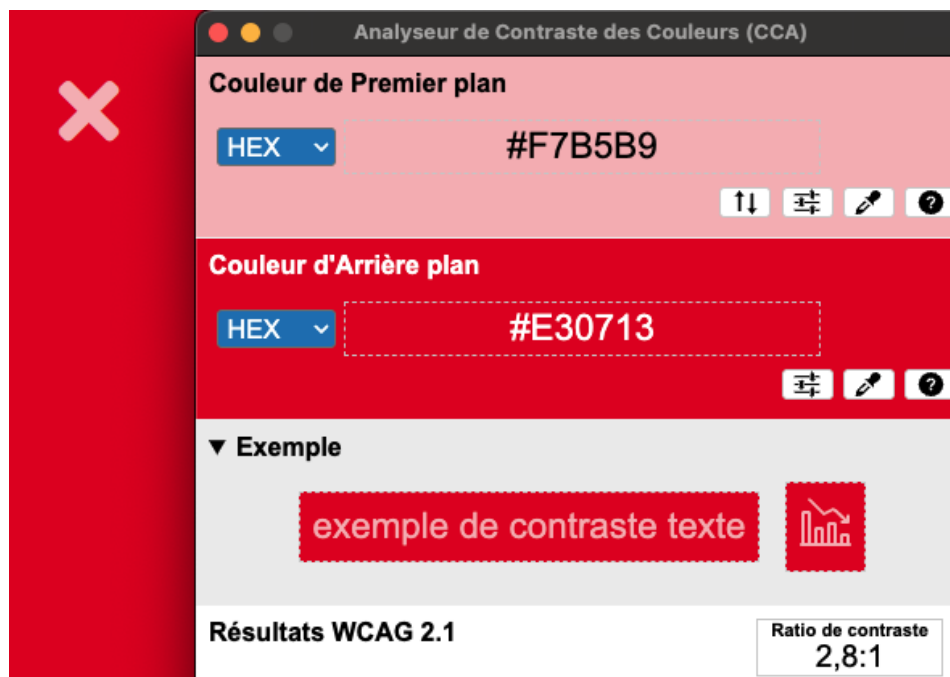 Analyseur de Contraste des Couleurs (CCA)
Couleur de Premier plan
HEX
#F7B5B9
Couleur d'Arrière plan
HEX
#E30713
▼ Exemple
exemple de contraste texte
Résultats WCAG 2.1
Ratio de contraste
2,8:1